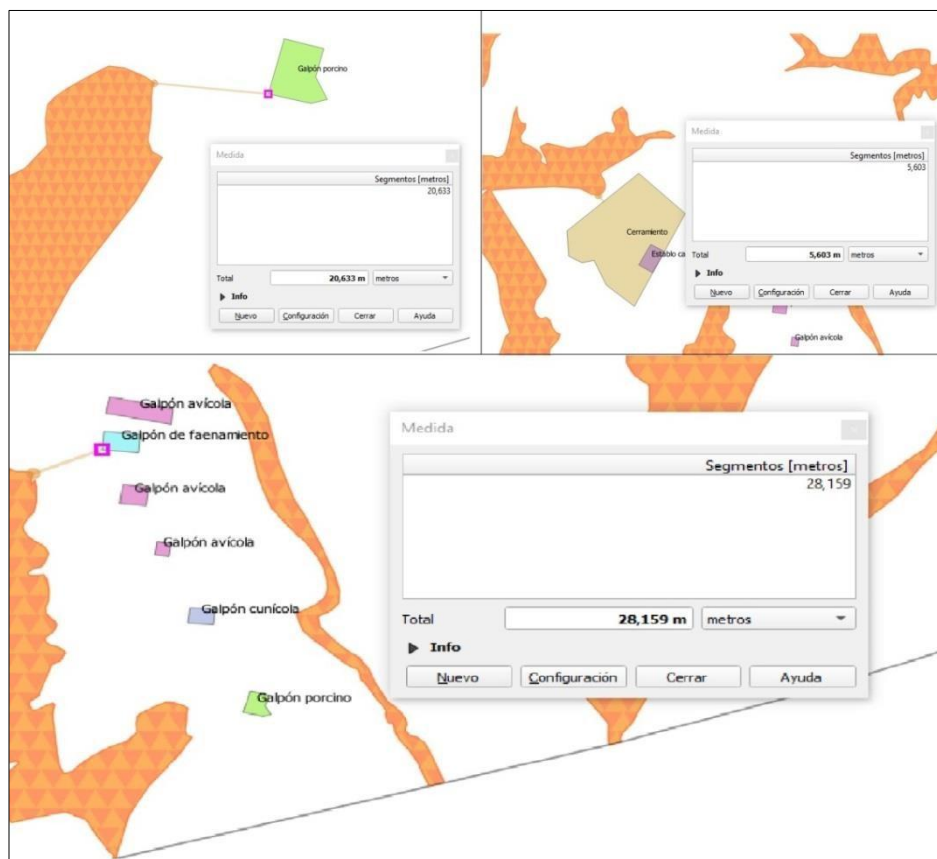 Galpón porcino
Medida
Segmentos [metros]
20,633
Total
20,633 m
metros
Info
Nuevo
Configuración
Cerrar
Ayuda
Medida
Segmentos [metros]
5,603
Cerramiento
Establo ca
Total
5,603 m
metros
Info
Nuevo
Configuración
Cerrar
Ayuda
Galpón avícola
Galpón avícola
Galpón de faenamiento
Galpón avícola
Galpón avícola
Galpón cunícola
Galpón porcino
Medida
Segmentos [metros]
28,159
Total
28,159 m
metros
Info
Nuevo
Configuración
Cerrar
Ayuda